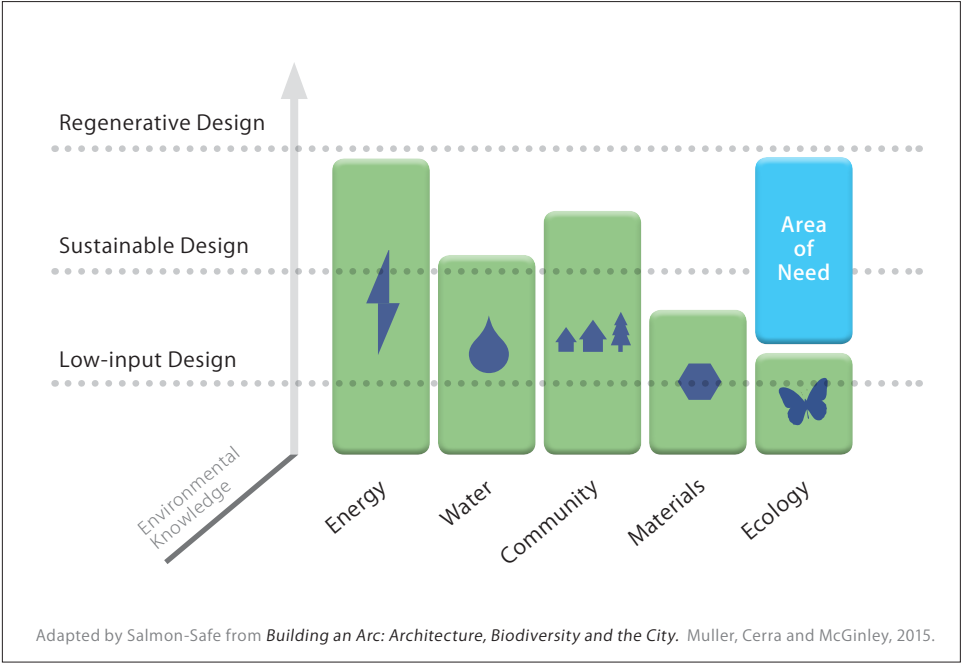 Regenerative Design
Sustainable Design
Low-input Design
Area
of
Need
Environmental
Knowledge
Energy
Water
Community
Materials
Ecology
Adapted by Salmon-Safe from Building an Arc: Architecture, Biodiversity and the City. Muller, Cerra and McGinley, 2015.